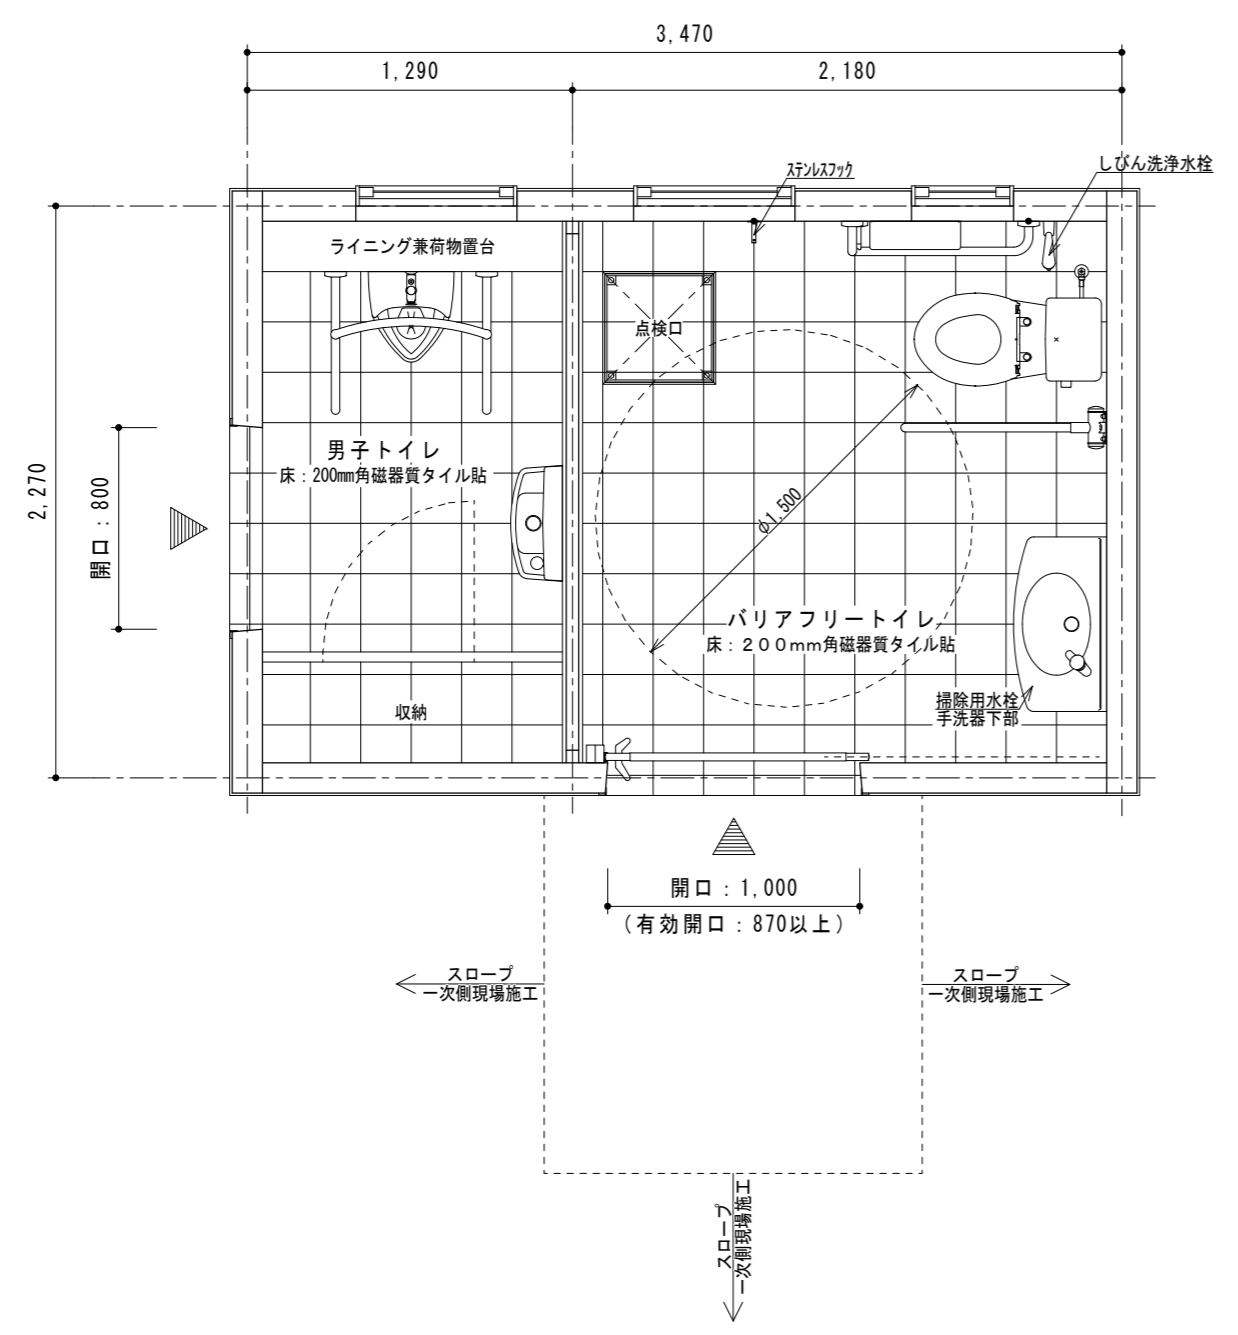 3,470
1,290
2,180
ステンレスフック
しびん洗浄水栓
ライニング兼荷物置台
点検口
2,270
開口:800
男子トイレ
床:200mm角磁器質タイル貼
φ1,500
バリアフリートイレ
床:200mm角磁器質タイル貼
掃除用水栓
手洗器下部
収納
開口:1,000
(有効開口:870以上)
スロープ
一次側現場施工
スロープ
一次側現場施工
スロープ
一次側現場施工